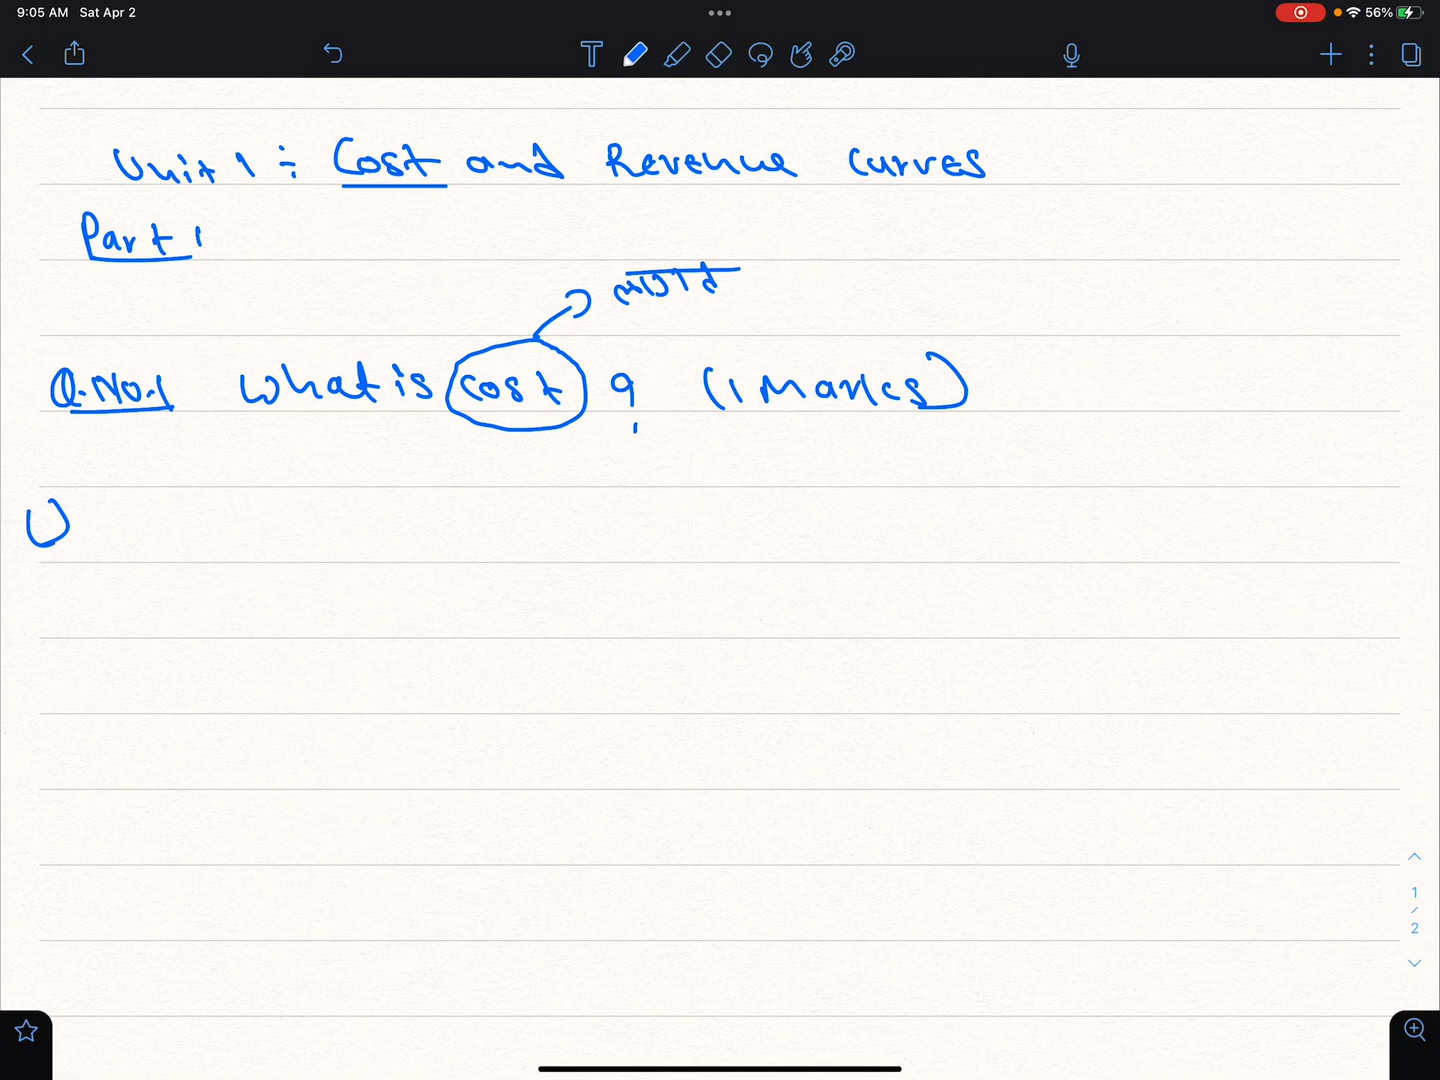 9:05 AM Sat Apr 2
56%
Unit 1 ÷ Cost and Revenue Curves
Part 1
लागत
Q.No.1 What is cost ? (1 Marks)
1
/
2